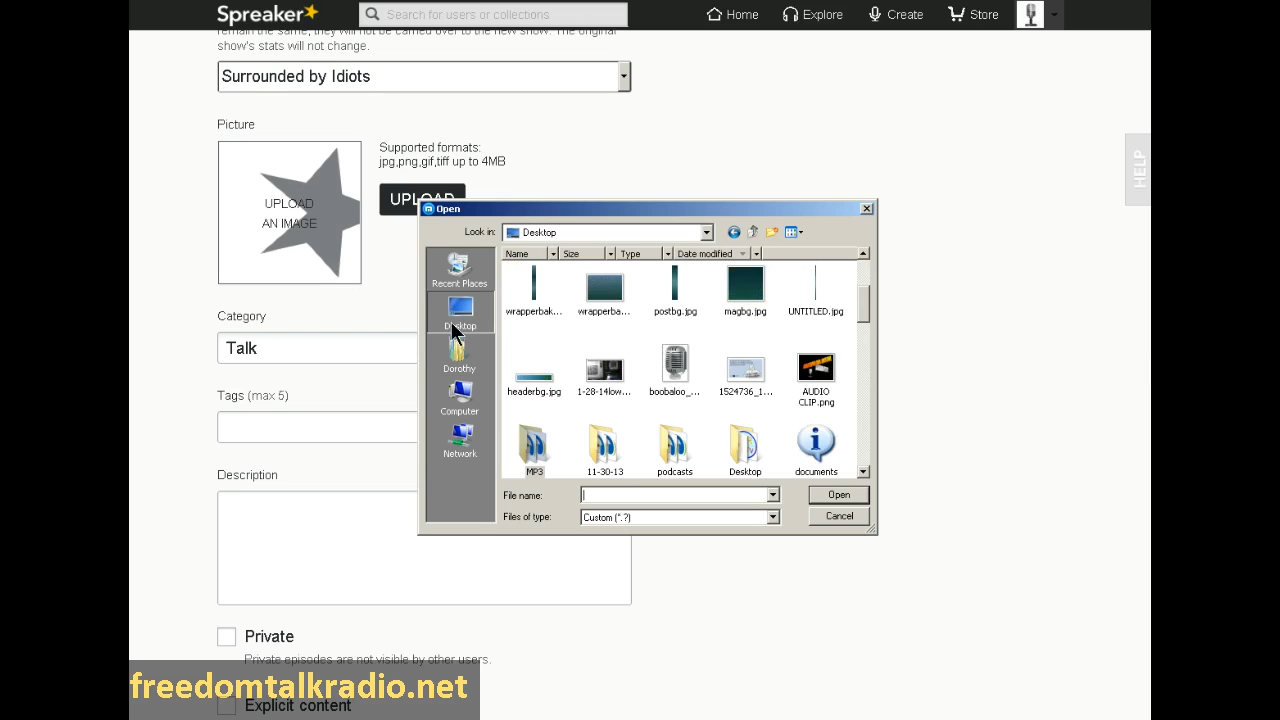 Spreaker
Search for users or collections
Home
Explore
Create
Store
remain the same, they will not be carried over to the new show. The original
show's stats will not change.
Surrounded by Idiots
Picture
UPLOAD
AN IMAGE
Supported formats:
jpg,png,gif,tiff up to 4MB
UPLOAD
HELP
Category
Talk
Tags (max 5)
Description
Private
Private episodes are not visible by other users.
Explicit content
Open
Look in:
Desktop
Name
Size
Type
Date modified
Recent Places
Desktop
Dorothy
Computer
Network
wrapperbak...
wrapperba...
postbg.jpg
magbg.jpg
UNTITLED.jpg
headerbg.jpg
1-28-14low...
boobaloo_...
1524736_1...
AUDIO
CLIP.png
MP3
11-30-13
podcasts
Desktop
documents
File name:
Open
Files of type:
Custom (*.?)
Cancel
freedomtalkradio.net